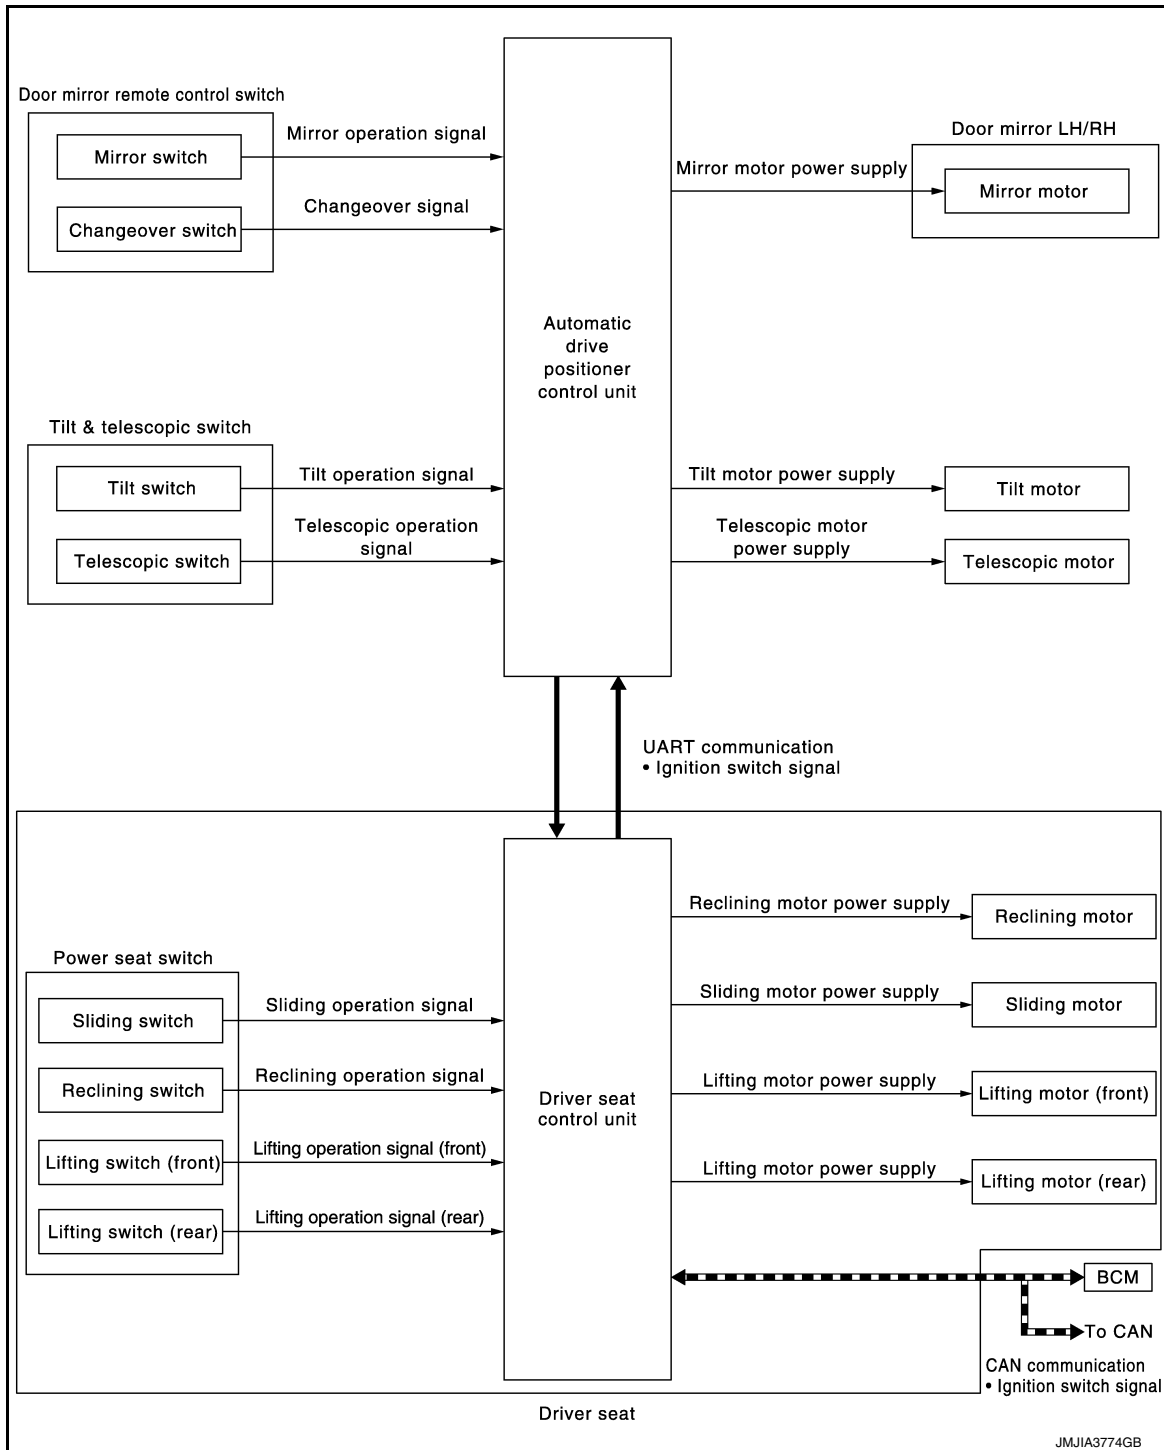 Door mirror remote control switch
Mirror switch
Mirror operation signal
Changeover switch
Changeover signal
Door mirror LH/RH
Mirror motor power supply
Mirror motor
Automatic
drive
positioner
control unit
Tilt & telescopic switch
Tilt switch
Tilt operation signal
Telescopic switch
Telescopic operation
signal
Tilt motor power supply
Tilt motor
Telescopic motor
power supply
Telescopic motor
UART communication
• Ignition switch signal
Power seat switch
Sliding switch
Sliding operation signal
Reclining switch
Reclining operation signal
Lifting switch (front)
Lifting operation signal (front)
Lifting switch (rear)
Lifting operation signal (rear)
Driver seat
control unit
Reclining motor power supply
Reclining motor
Sliding motor power supply
Sliding motor
Lifting motor power supply
Lifting motor (front)
Lifting motor power supply
Lifting motor (rear)
BCM
To CAN
CAN communication
• Ignition switch signal
Driver seat
JMJIA3774GB